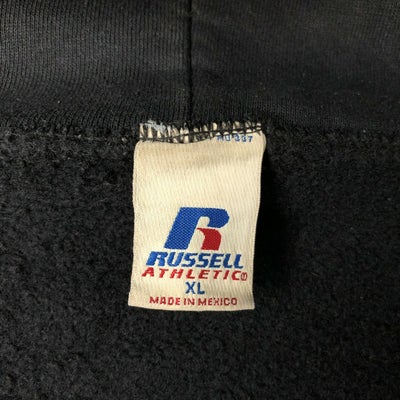 R
RUSSELL
ATHLETIC®
XL
MADE IN MEXICO